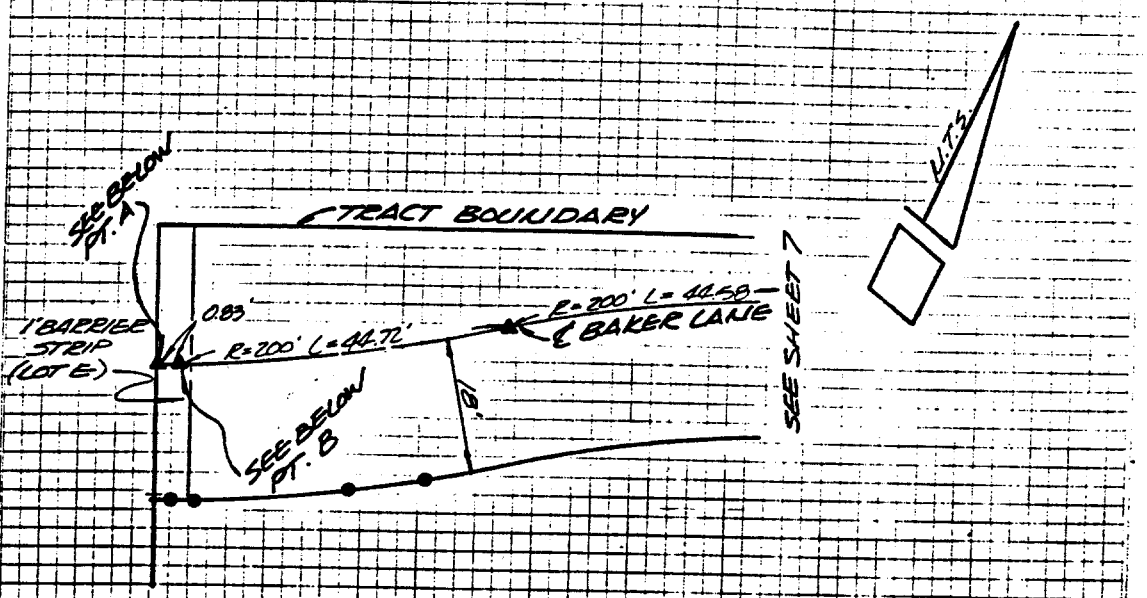 N.T.S.
SEE BELOW
PT. A
TRACT BOUNDARY
SEE SHEET 7
0.83'
R=200' L=44.58
1' BARRIER
STRIP
(LOT E)
R=200' L=44.72'
℄ BAKER LANE
18'
SEE BELOW
PT. B